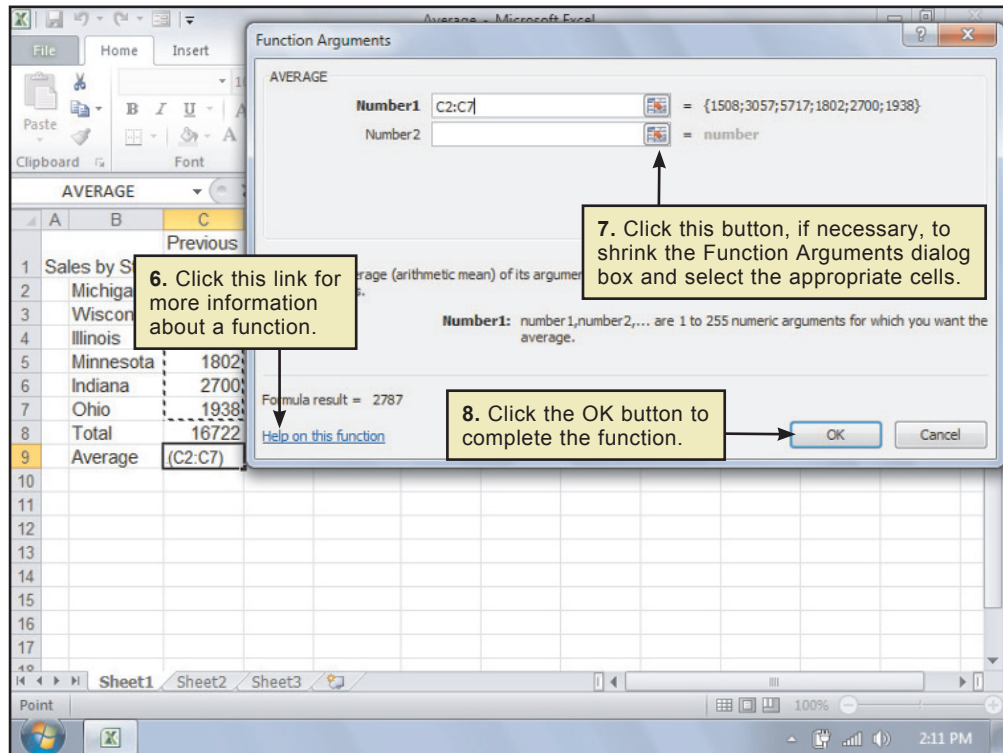 Average - Microsoft Excel
File Home Insert
Function Arguments
AVERAGE
Number1 C2:C7 = {1508;3057;5717;1802;2700;1938}
Number2 = number
Paste
B I U A
Clipboard Font
AVERAGE
7. Click this button, if necessary, to
shrink the Function Arguments dialog
box and select the appropriate cells.
A B C
Previous
1 Sales by
6. Click this link for
more information
about a function.
(arithmetic mean) of its
2
3
4 Illinois
5 Minnesota 1802
6 Indiana 2700
7 Ohio 1938
8 Total 16722
9 Average (C2:C7)
10
11
12
13
14
15
16
17
Number1: number1,number2,... are 1 to 255 numeric arguments for which you want the
average.
Formula result = 2787
Help on this function
8. Click the OK button to
complete the function.
OK Cancel
Sheet1 Sheet2 Sheet3
Point 100%
2:11 PM